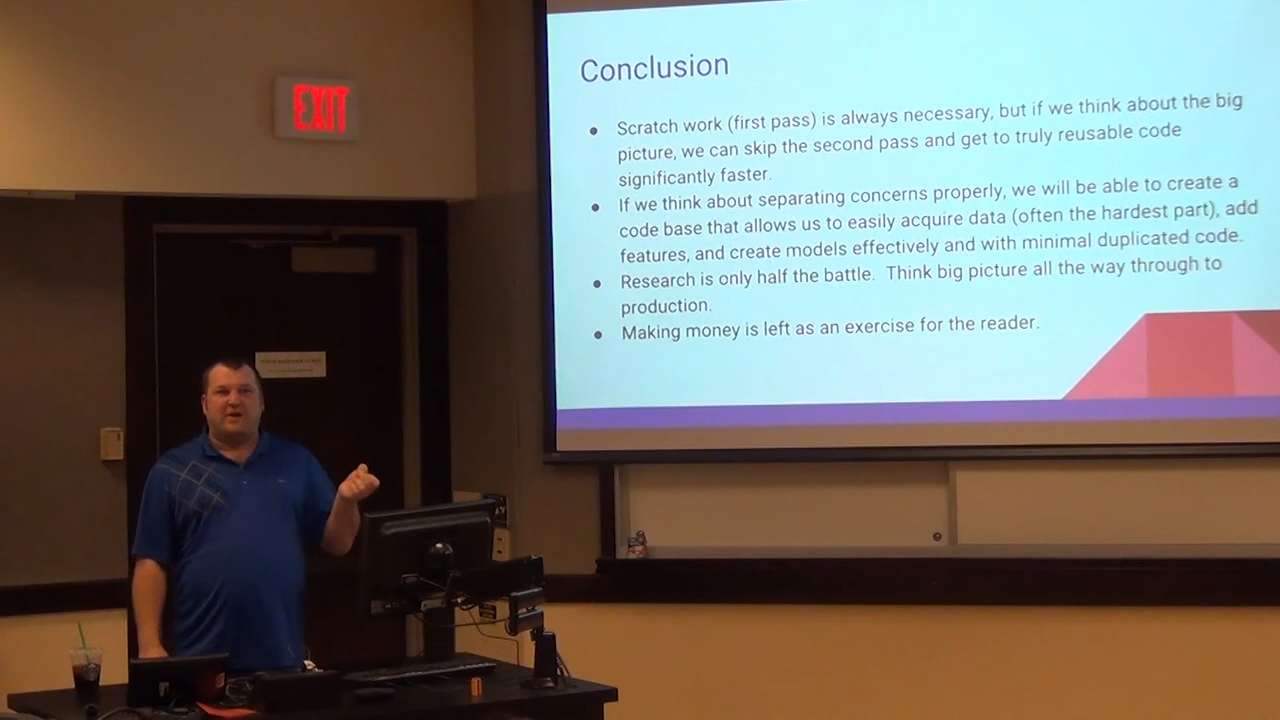 EXIT
Conclusion
Scratch work (first pass) is always necessary, but if we think about the big
picture, we can skip the second pass and get to truly reusable code
significantly faster.
If we think about separating concerns properly, we will be able to create a
code base that allows us to easily acquire data (often the hardest part), add
features, and create models effectively and with minimal duplicated code.
Research is only half the battle.  Think big picture all the way through to
production.
Making money is left as an exercise for the reader.